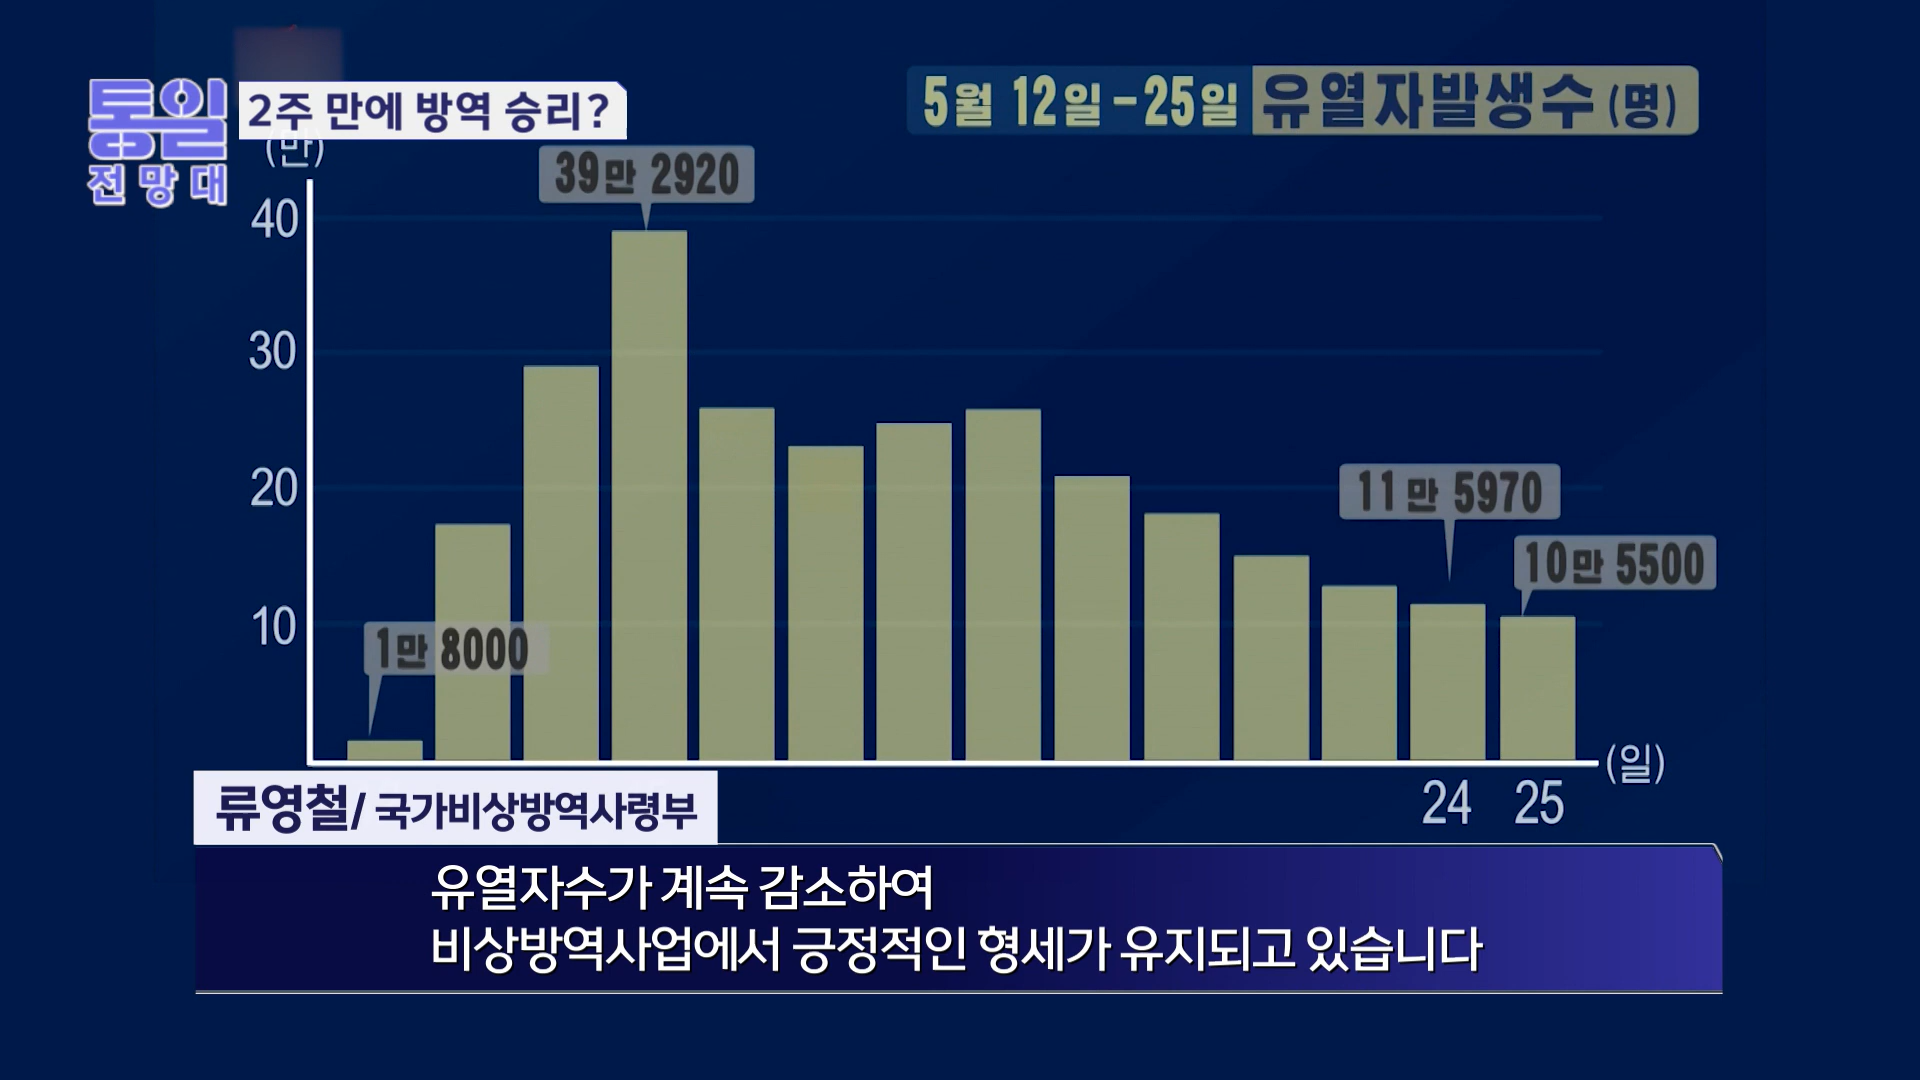 통일
전망대
2주 만에 방역 승리?
5월 12일-25일 유열자발생수(명)
(만)
39만 2920
40
30
20
11만 5970
10만 5500
10
1만 8000
(일)
24 25
류영철/ 국가비상방역사령부
유열자수가 계속 감소하여
비상방역사업에서 긍정적인 형세가 유지되고 있습니다